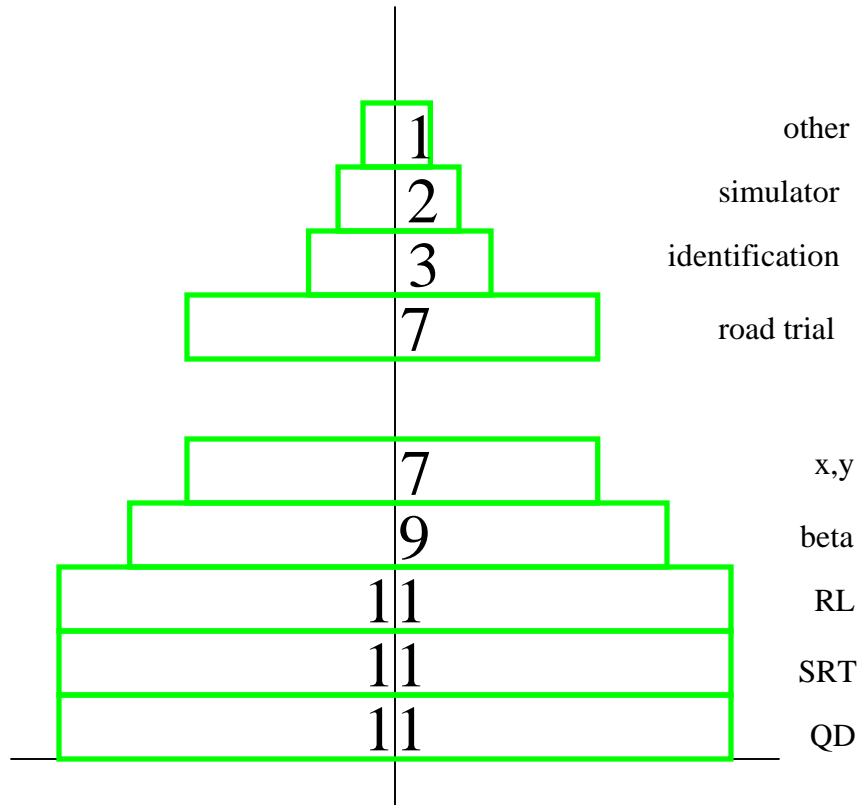 1 other
2 simulator
3 identification
7 road trial
7 x,y
9 beta
11 RL
11 SRT
11 QD